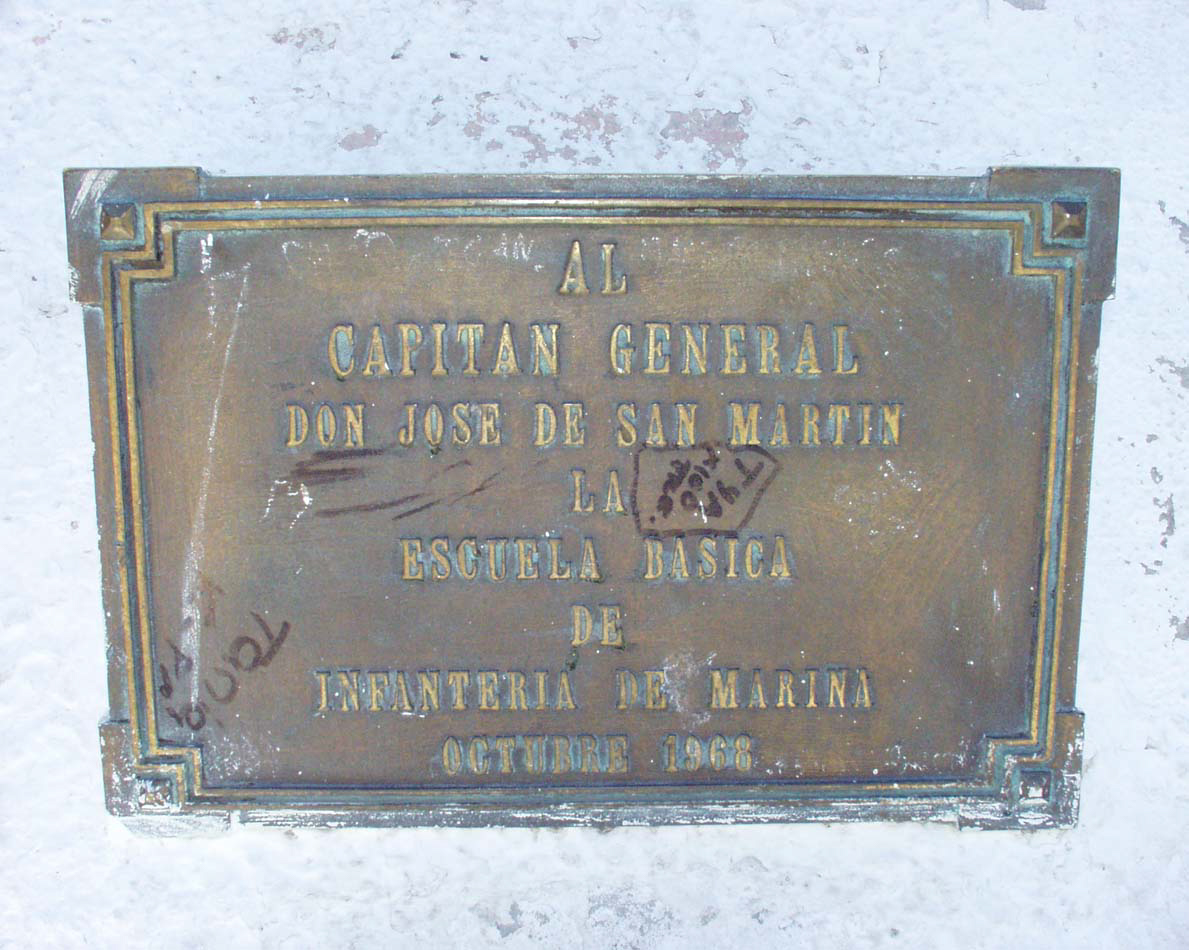 AL
CAPITAN GENERAL
DON JOSE DE SAN MARTIN
LA
ESCUELA BASICA
DE
INFANTERIA DE MARINA
OCTUBRE 1968